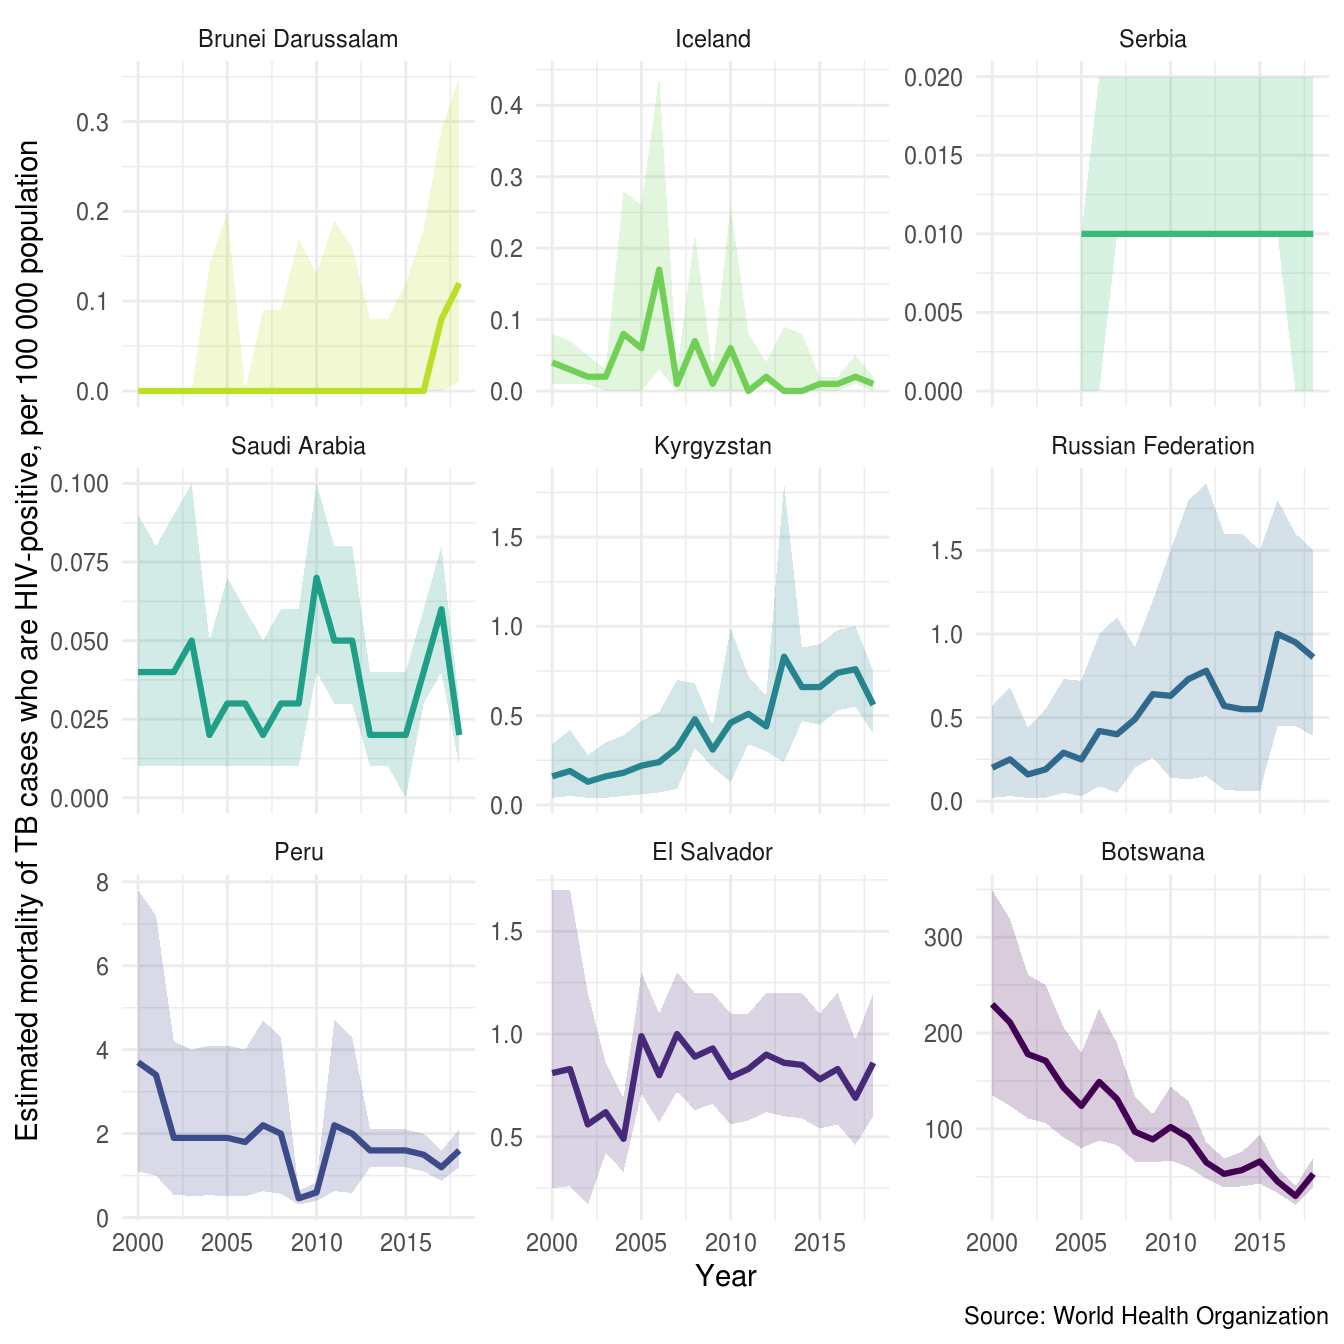 Estimated mortality of TB cases who are HIV-positive, per 100 000 population
Brunei Darussalam
0.3
0.2
0.1
0.0
Iceland
0.4
0.3
0.2
0.1
0.0
Serbia
0.020
0.015
0.010
0.005
0.000
Saudi Arabia
0.100
0.075
0.050
0.025
0.000
Kyrgyzstan
1.5
1.0
0.5
0.0
Russian Federation
1.5
1.0
0.5
0.0
Peru
8
6
4
2
0
2000 2005 2010 2015
El Salvador
1.5
1.0
0.5
2000 2005 2010 2015
Botswana
300
200
100
2000 2005 2010 2015
Year
Source: World Health Organization